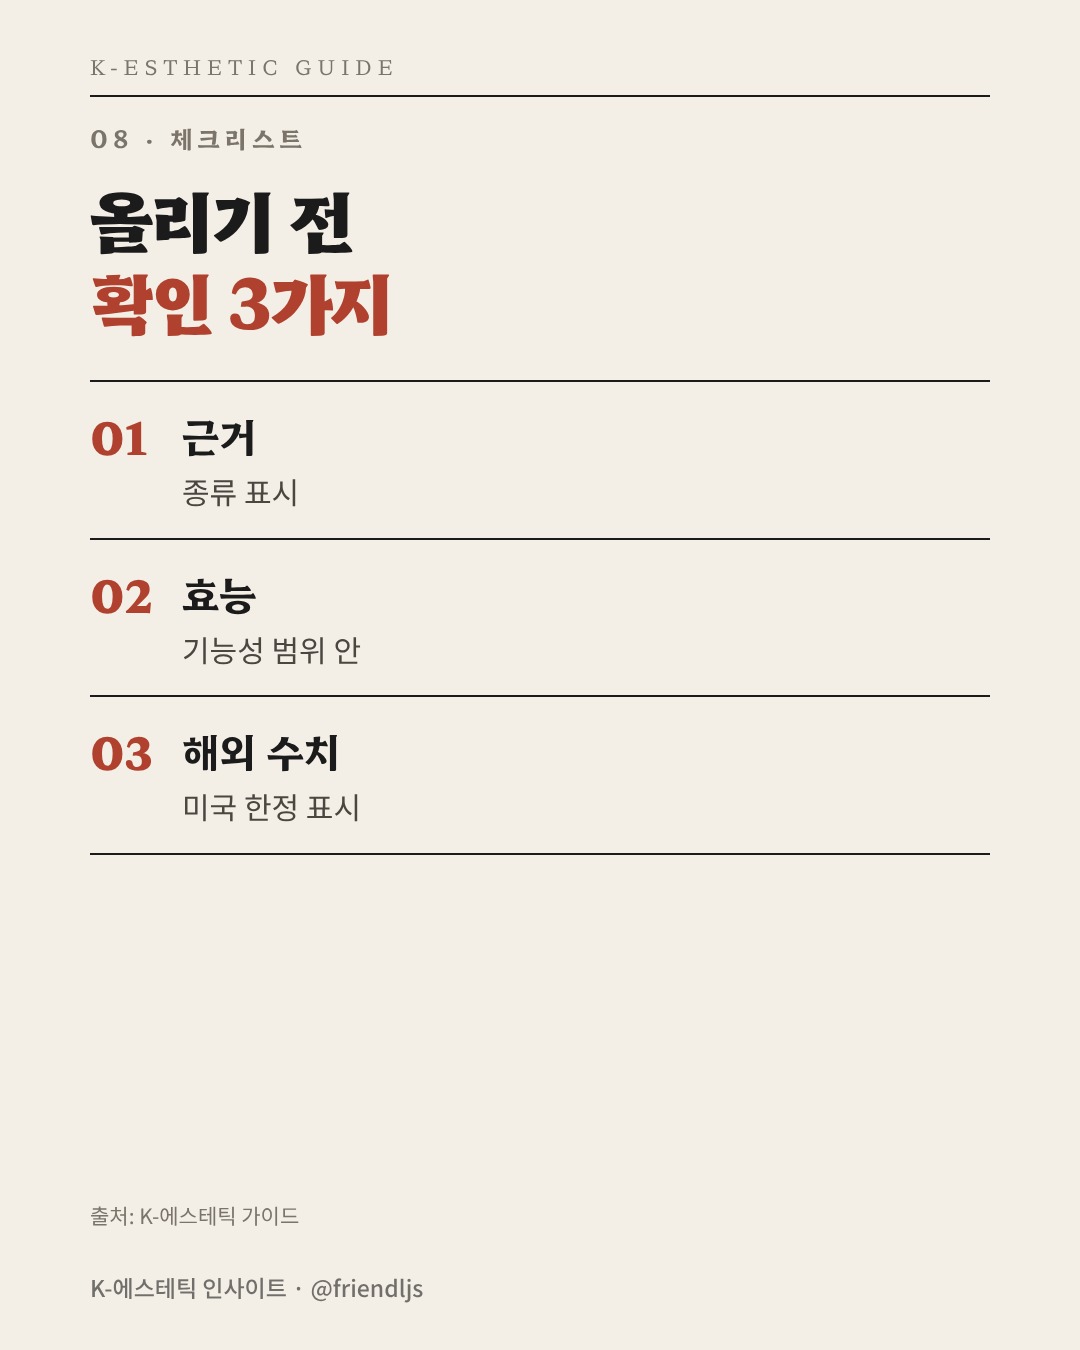 K-ESTHETIC GUIDE
08 · 체크리스트
올리기 전
확인 3가지
01 근거
종류 표시
02 효능
기능성 범위 안
03 해외 수치
미국 한정 표시
출처: K-에스테틱 가이드
K-에스테틱 인사이트 · @friendljs